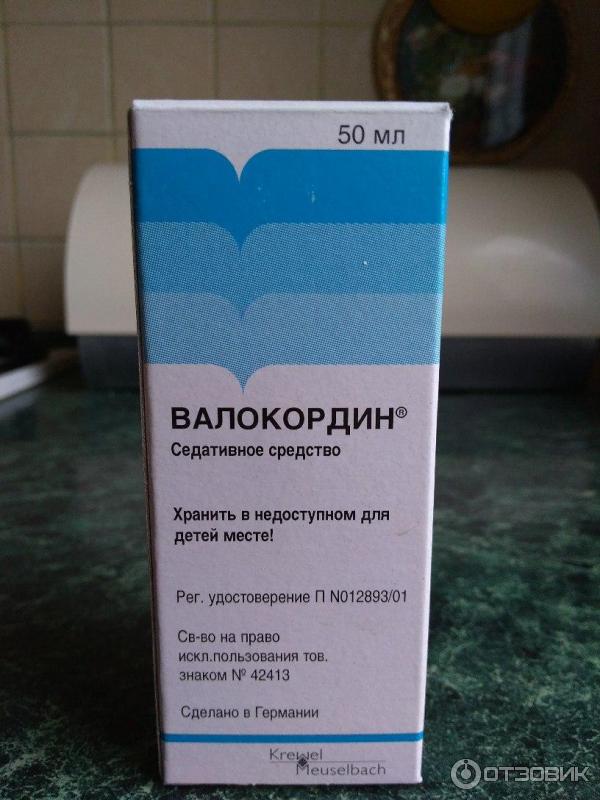 50 мл
ВАЛОКОРДИН®
Седативное средство
Хранить в недоступном для
детей месте!
Рег. удостоверение П N012893/01
Св-во на право
искл.пользования тов.
знаком № 42413
Сделано в Германии
Krewel
Meuselbach
ОТЗОВИК